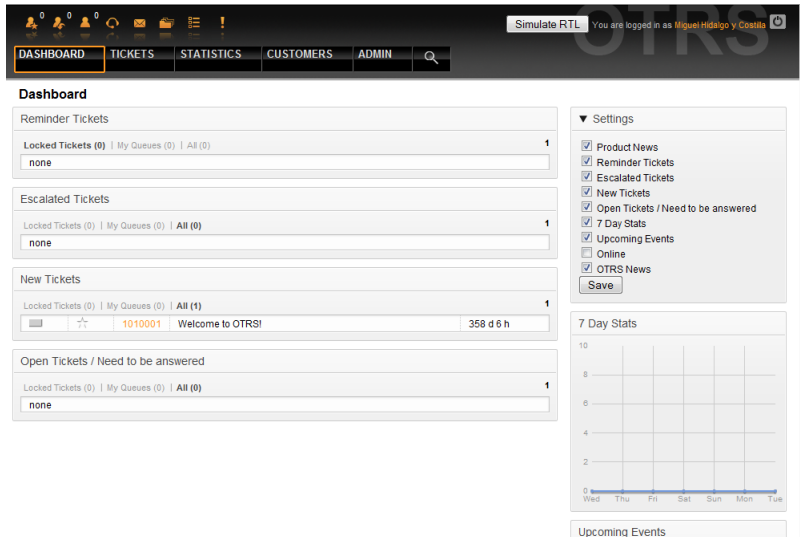 0 0 0
Simulate RTL You are logged in as Miguel Hidalgo y Costilla
OTRS
DASHBOARD TICKETS STATISTICS CUSTOMERS ADMIN
Dashboard
Reminder Tickets
Locked Tickets (0) | My Queues (0) | All (0) 1
none
Escalated Tickets
Locked Tickets (0) | My Queues (0) | All (0) 1
none
New Tickets
Locked Tickets (0) | My Queues (0) | All (1) 1
1010001 Welcome to OTRS! 358 d 6 h
Open Tickets / Need to be answered
Locked Tickets (0) | My Queues (0) | All (0) 1
none
▼ Settings
Product News
Reminder Tickets
Escalated Tickets
New Tickets
Open Tickets / Need to be answered
7 Day Stats
Upcoming Events
Online
OTRS News
Save
7 Day Stats
10
8
6
4
2
0
Wed Thu Fri Sat Sun Mon Tue
Upcoming Events